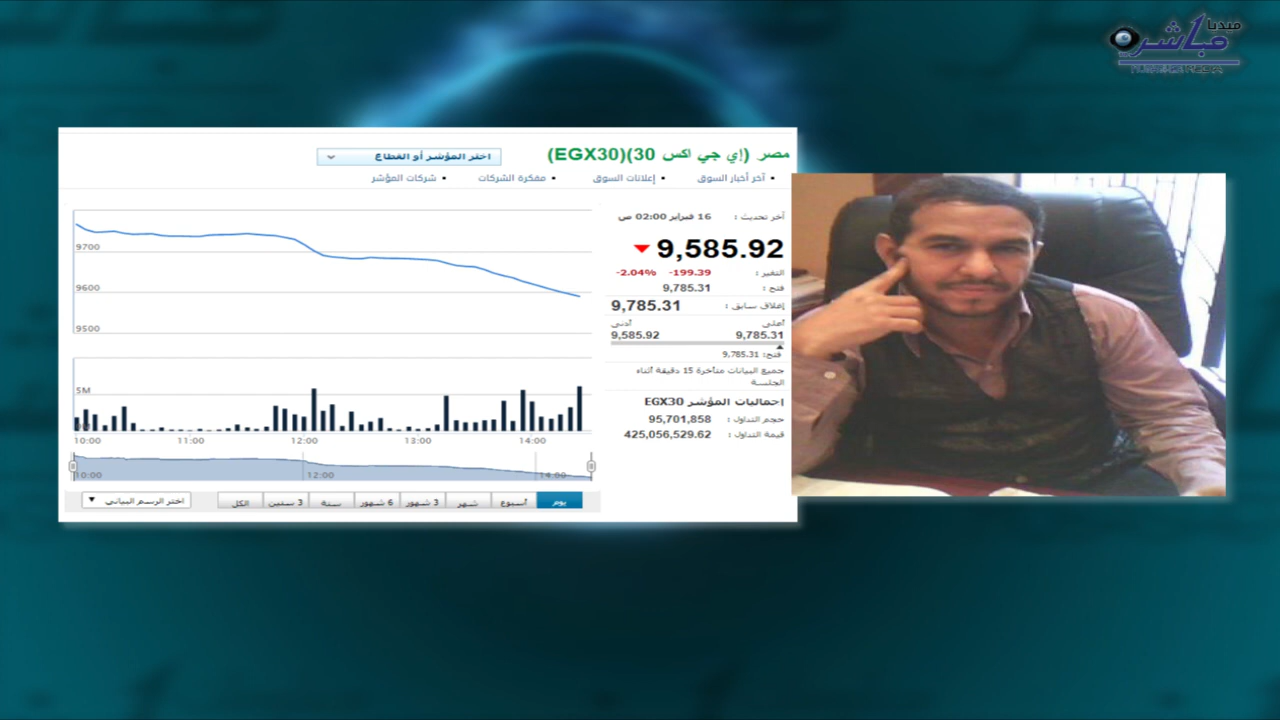 ميديا
مباشر
مصر (إي جي اكس 30)(EGX30)
اختر المؤشر أو القطاع
• آخر أخبار السوق • إعلانات السوق • مفكرة الشركات • شركات المؤشر
آخر تحديث : 16 فبراير 02:00 ص
9,585.92
التغير : -199.39 -2.04%
فتح : 9,785.31
إغلاق سابق : 9,785.31
أعلى أدنى
9,785.31 9,585.92
فتح: 9,785.31
جميع البيانات متأخرة 15 دقيقة أثناء
الجلسة
إجماليات المؤشر EGX30
حجم التداول : 95,701,858
قيمة التداول : 425,056,529.62
9700
9600
9500
5M
10:00 11:00 12:00 13:00 14:00
10:00 12:00 14:00
يوم أسبوع شهر 3 شهور 6 شهور سنة 3 سنين الكل
اختر الرسم البياني